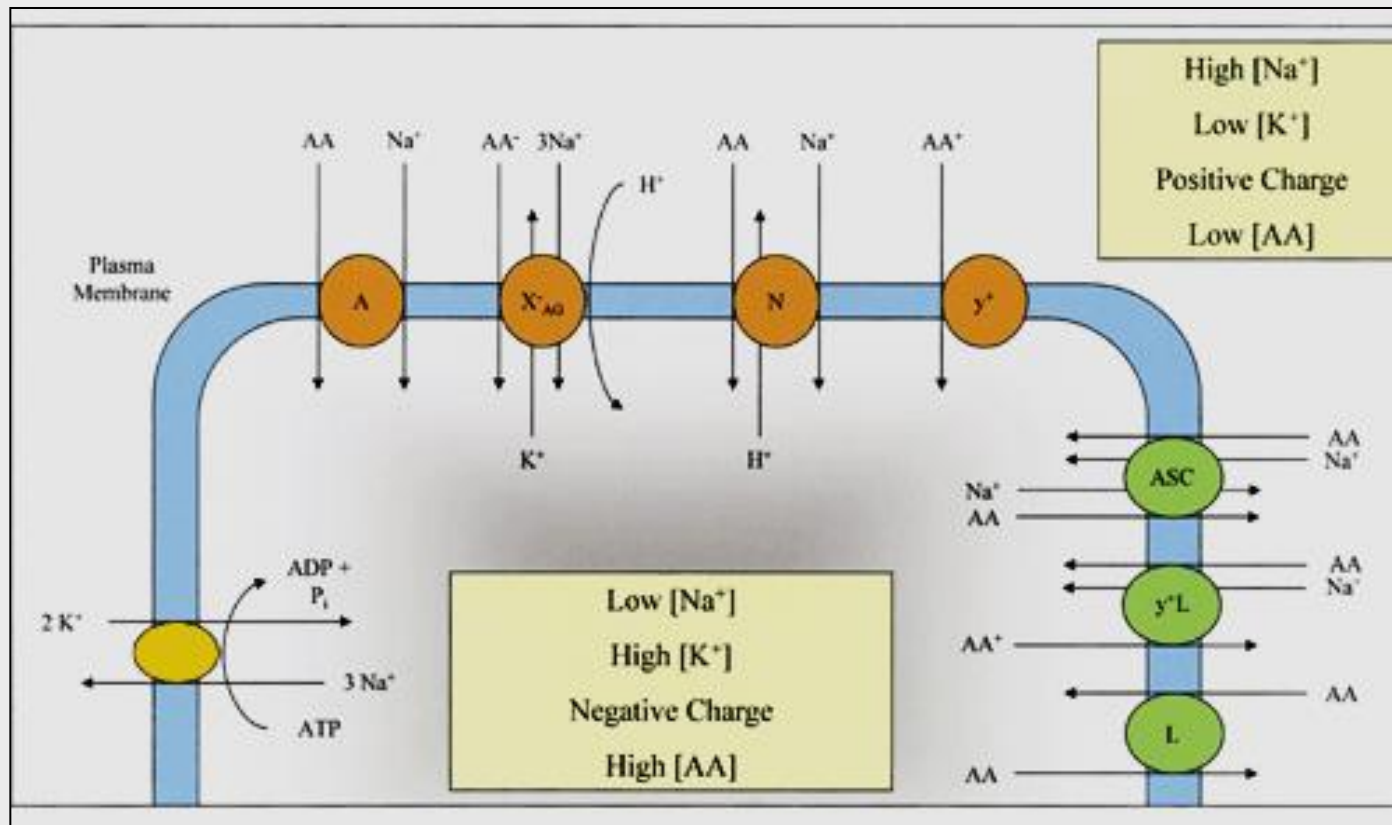 High [Na⁺]
Low [K⁺]
Positive Charge
Low [AA]
AA Na⁺ AA⁻ 3Na⁺ H⁺ AA Na⁺ AA⁺
Plasma
Membrane
A X⁻AG N y⁺
K⁺ H⁺
AA
Na⁺
ASC
Na⁺
AA
AA
Na⁺
y⁺L
AA⁺
AA
L
AA
ADP +
Pᵢ
2 K⁺
3 Na⁺
ATP
Low [Na⁺]
High [K⁺]
Negative Charge
High [AA]